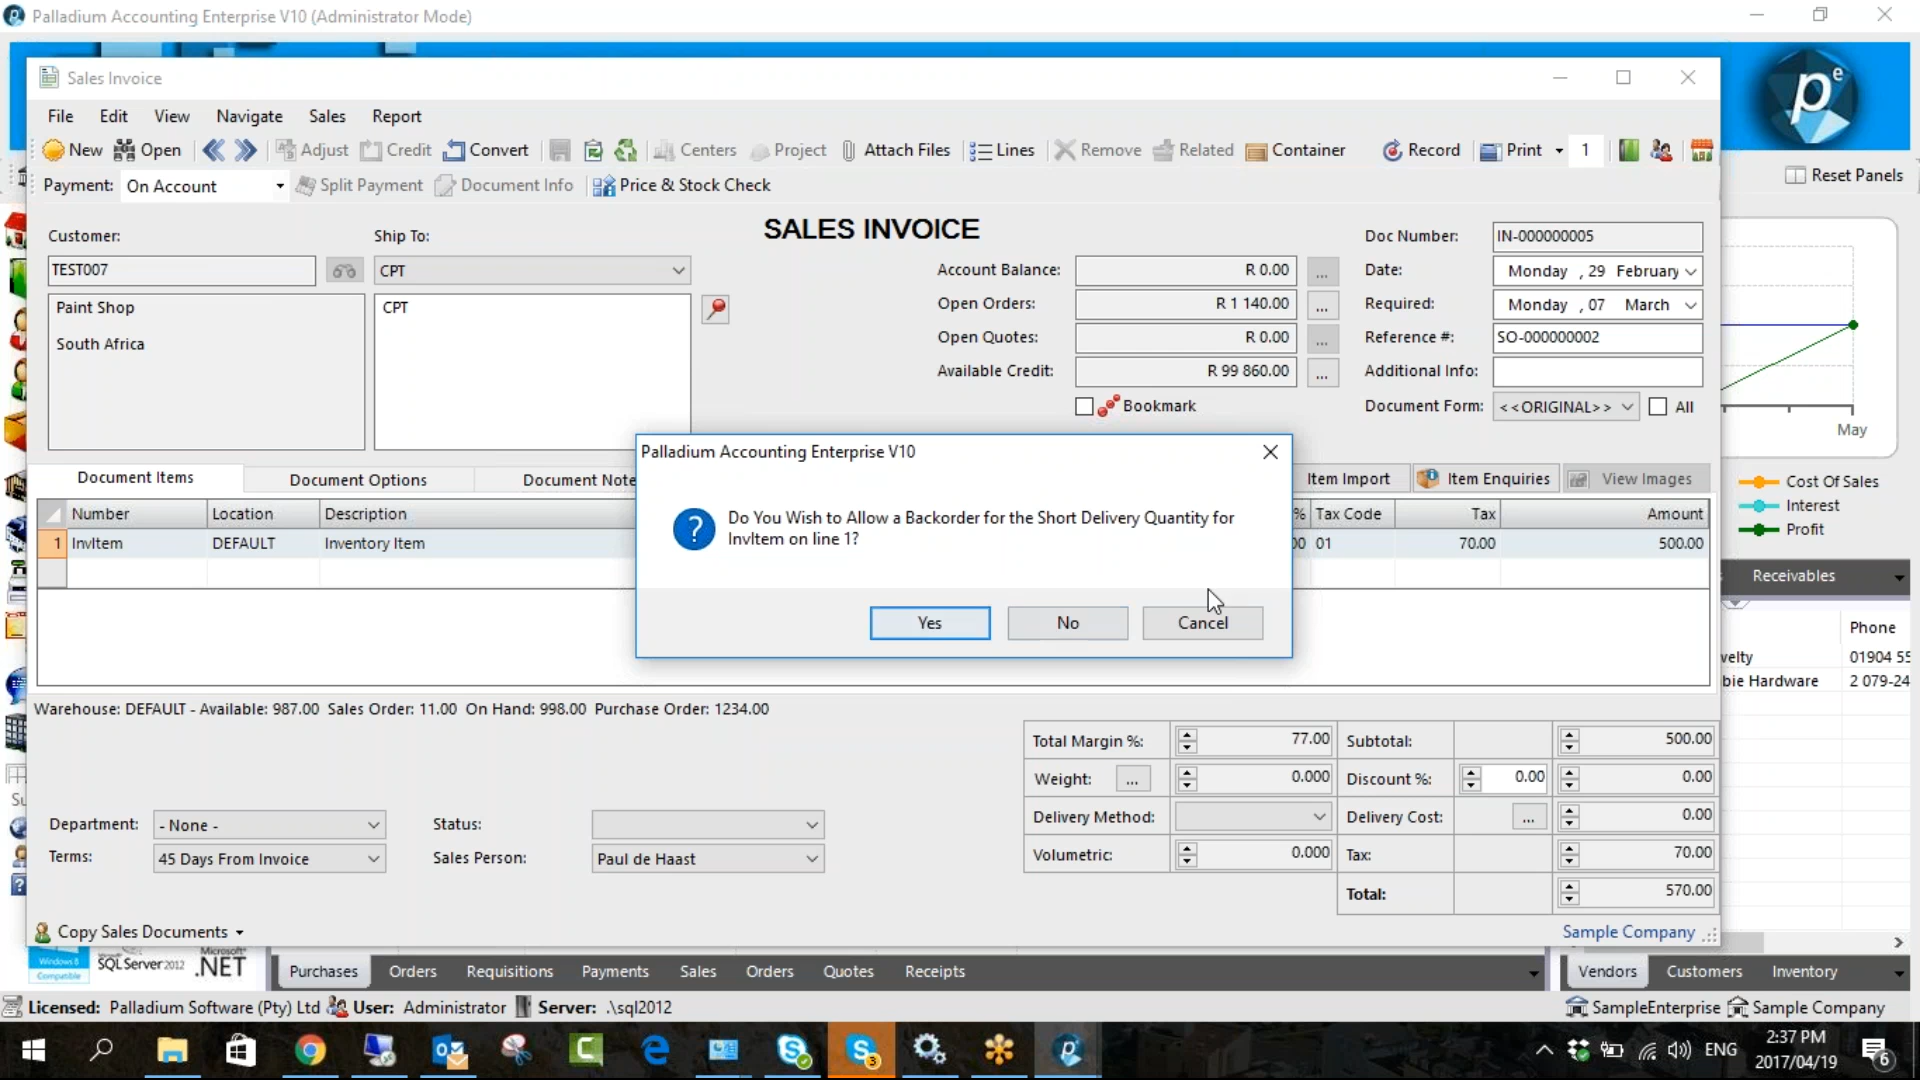 Palladium Accounting Enterprise V10 (Administrator Mode)
Sales Invoice
File Edit View Navigate Sales Report
New Open Adjust Credit Convert Centers Project Attach Files Lines Remove Related Container Record Print 1
Payment: On Account Split Payment Document Info Price & Stock Check
Reset Panels
SALES INVOICE
Customer: Ship To:
TEST007 CPT
Paint Shop
South Africa
CPT
Account Balance: R 0.00 ...
Open Orders: R 1 140.00 ...
Open Quotes: R 0.00 ...
Available Credit: R 99 860.00 ...
Bookmark
Doc Number: IN-000000005
Date: Monday , 29 February
Required: Monday , 07 March
Reference #: SO-000000002
Additional Info:
Document Form: <<ORIGINAL>> All
May
Cost Of Sales
Interest
Profit
Document Items Document Options Document Note Item Import Item Enquiries View Images
Number Location Description % Tax Code Tax Amount
1 InvItem DEFAULT Inventory Item 00 01 70.00 500.00
Palladium Accounting Enterprise V10
Do You Wish to Allow a Backorder for the Short Delivery Quantity for
InvItem on line 1?
Yes No Cancel
Receivables
Phone
velty 01904 55
bie Hardware 2 079-24
Warehouse: DEFAULT - Available: 987.00 Sales Order: 11.00 On Hand: 998.00 Purchase Order: 1234.00
Total Margin %: 77.00 Subtotal: 500.00
Weight: ... 0.000 Discount %: 0.00 0.00
Delivery Method: Delivery Cost: ... 0.00
Volumetric: 0.000 Tax: 70.00
Total: 570.00
Department: - None - Status:
Terms: 45 Days From Invoice Sales Person: Paul de Haast
Copy Sales Documents
Sample Company
Windows 8
Compatible
SQL Server 2012
Microsoft
.NET
Purchases Orders Requisitions Payments Sales Orders Quotes Receipts
Vendors Customers Inventory
Licensed: Palladium Software (Pty) Ltd User: Administrator Server: .\sql2012
SampleEnterprise Sample Company
ENG
2:37 PM
2017/04/19
6
3